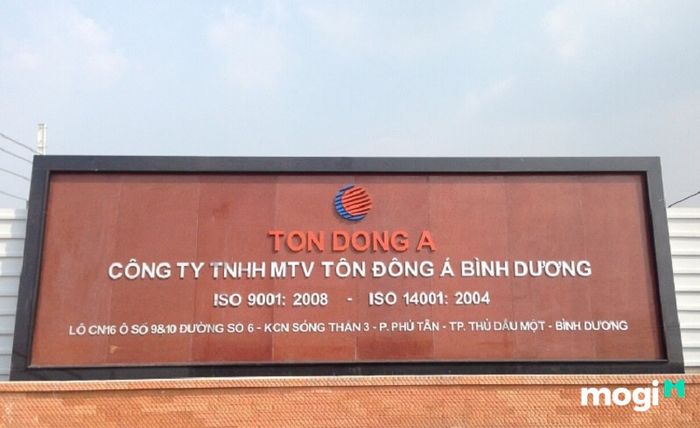 TON DONG A
CÔNG TY TNHH MTV TÔN ĐÔNG Á BÌNH DƯƠNG
ISO 9001: 2008 - ISO 14001: 2004
LÔ CN16 Ô SỐ 9&10 ĐƯỜNG SỐ 6 - KCN SÓNG THẦN 3 - P. PHÚ TÂN - TP. THỦ DẦU MỘT - BÌNH DƯƠNG
mogi